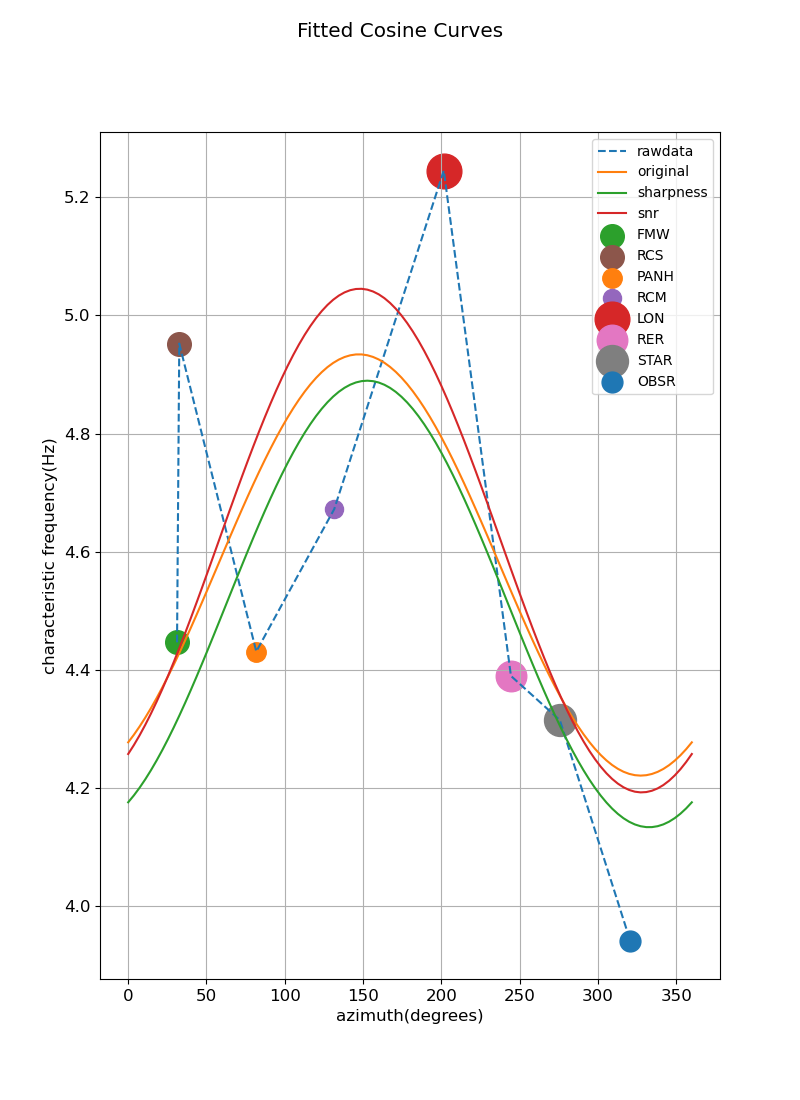 Fitted Cosine Curves
rawdata
original
sharpness
snr
FMW
RCS
PANH
RCM
LON
RER
STAR
OBSR
characteristic frequency(Hz)
5.2
5.0
4.8
4.6
4.4
4.2
4.0
0 50 100 150 200 250 300 350
azimuth(degrees)